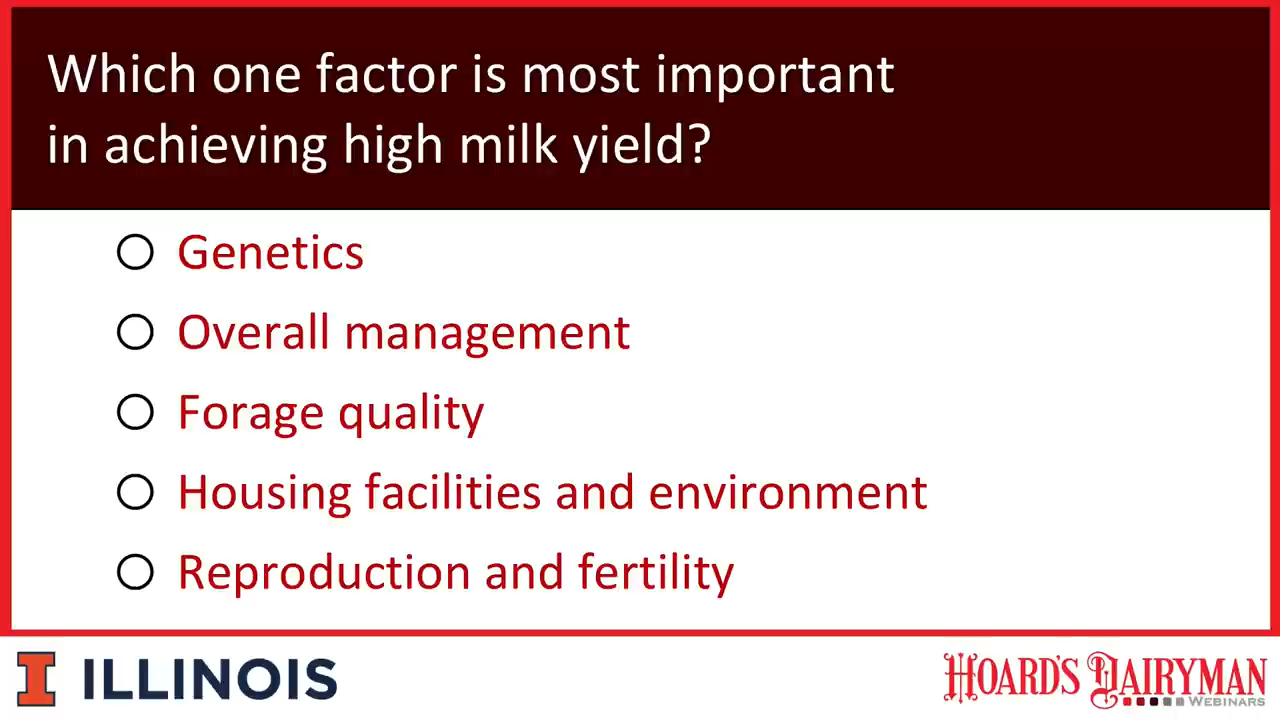 Which one factor is most important
in achieving high milk yield?
Genetics
Overall management
Forage quality
Housing facilities and environment
Reproduction and fertility
I ILLINOIS
HOARD'S DAIRYMAN
WEBINARS